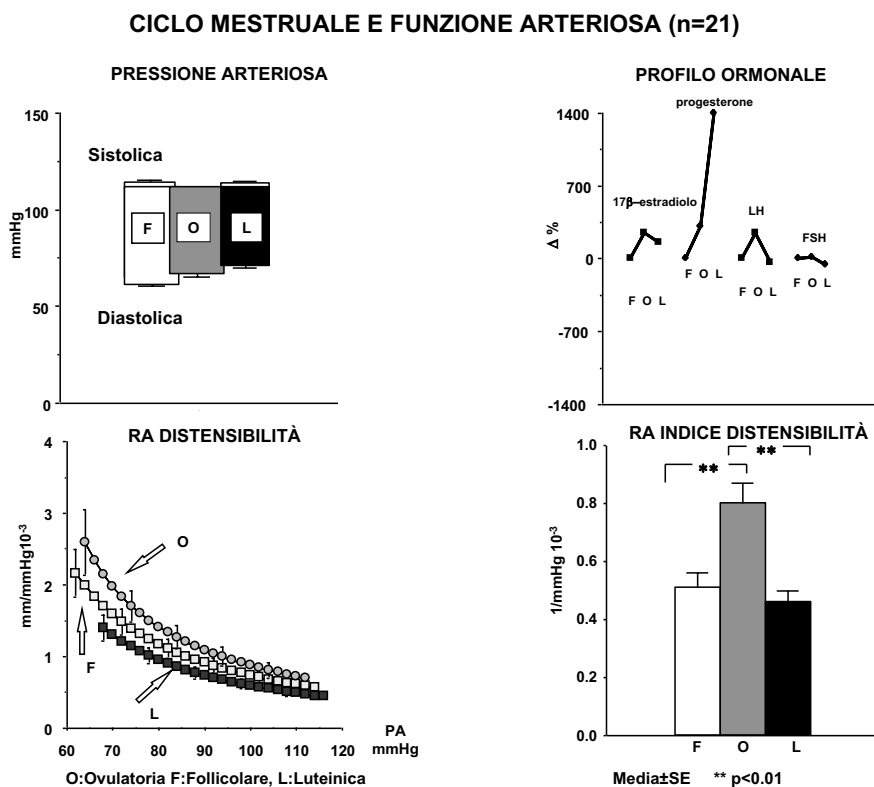 CICLO MESTRUALE E FUNZIONE ARTERIOSA (n=21)
PRESSIONE ARTERIOSA
150
100
50
0
mmHg
Sistolica
F
O
L
Diastolica
PROFILO ORMONALE
1400
700
0
-700
-1400
Δ %
progesterone
17β–estradiolo
LH
FSH
F O L
F O L
F O L
F O L
RA DISTENSIBILITÀ
4
3
2
1
0
mm/mmHg10-3
O
F
L
60 70 80 90 100 110 120
PA
mmHg
O:Ovulatoria F:Follicolare, L:Luteinica
RA INDICE DISTENSIBILITÀ
1.0
0.8
0.6
0.4
0.2
0.0
1/mmHg 10-3
**
**
F O L
Media±SE ** p<0.01